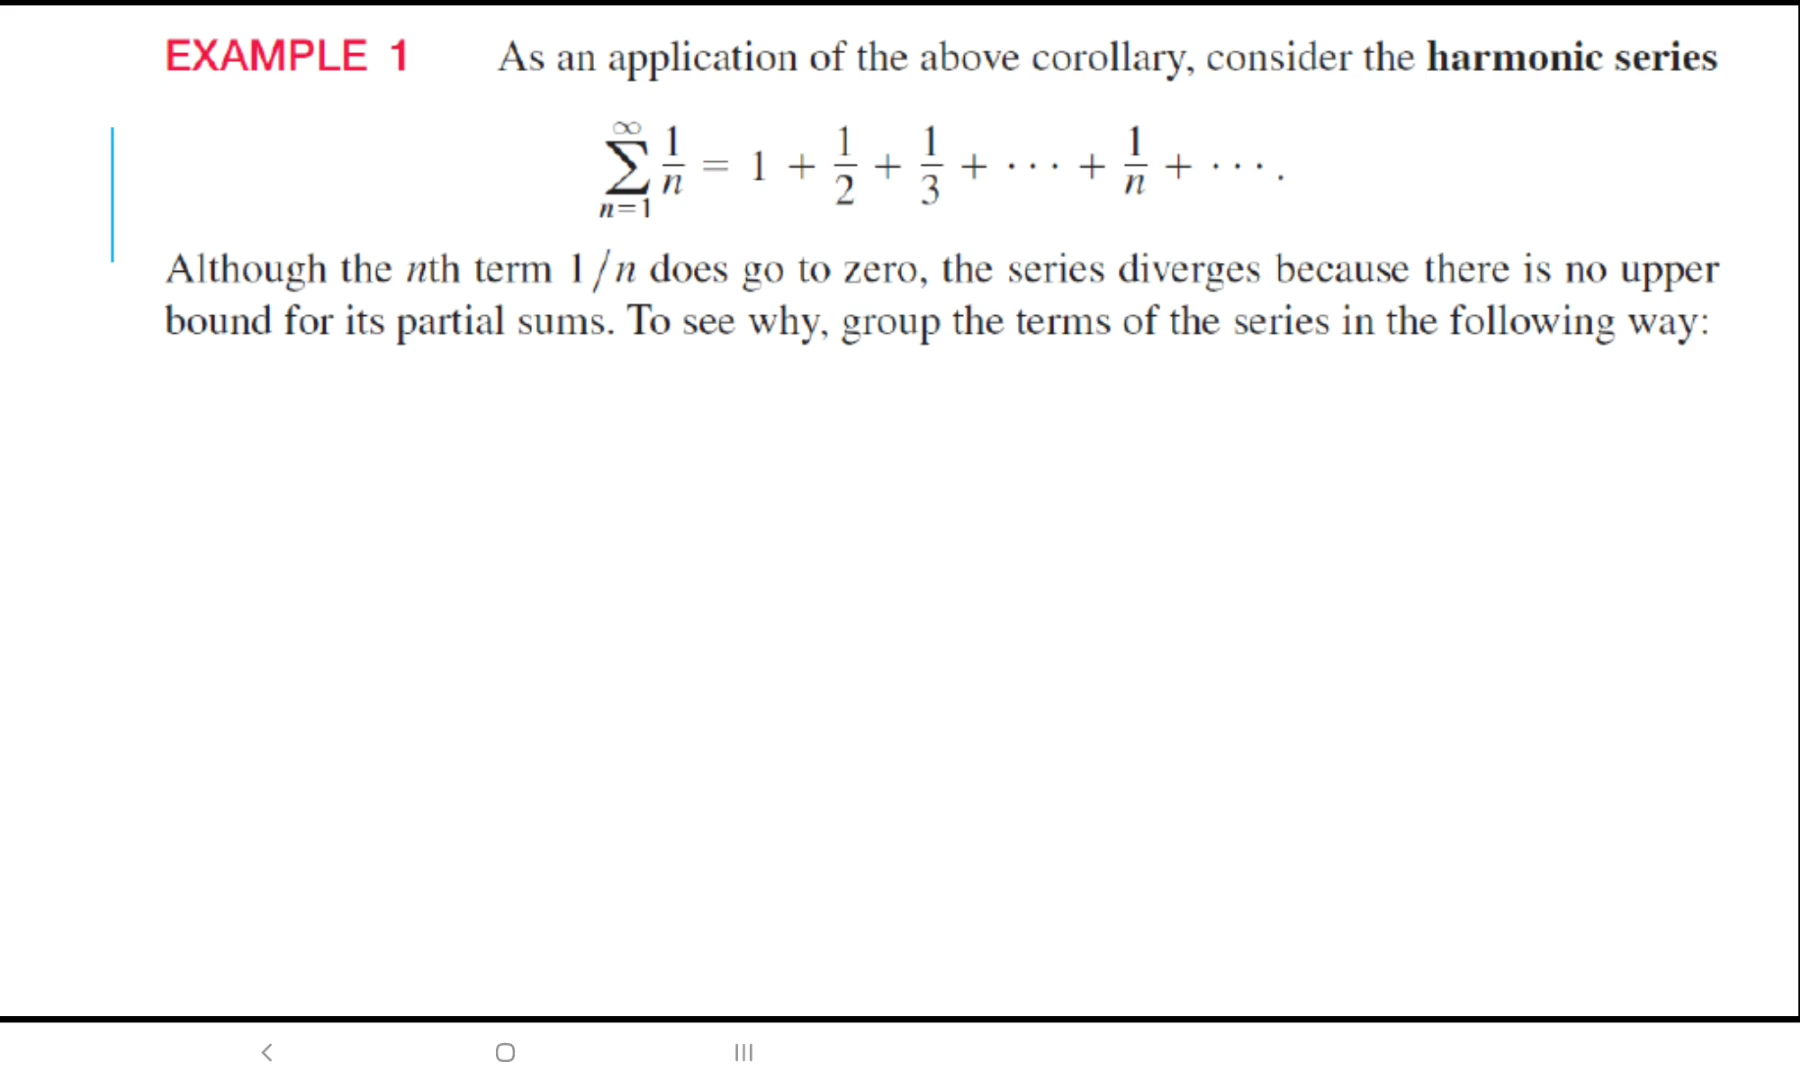 EXAMPLE 1 As an application of the above corollary, consider the harmonic series
∑_{n=1}^{∞} 1/n = 1 + 1/2 + 1/3 + ··· + 1/n + ··· .
Although the nth term 1/n does go to zero, the series diverges because there is no upper
bound for its partial sums. To see why, group the terms of the series in the following way: